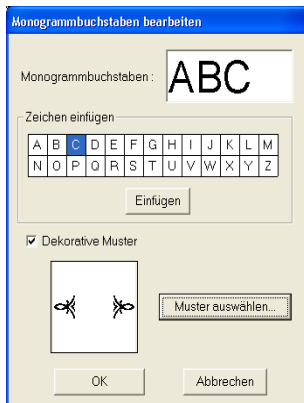 Monogrammbuchstaben bearbeiten
Monogrammbuchstaben : ABC
Zeichen einfügen
A B C D E F G H I J K L M
N O P Q R S T U V W X Y Z
Einfügen
Dekorative Muster
Muster auswählen...
OK Abbrechen